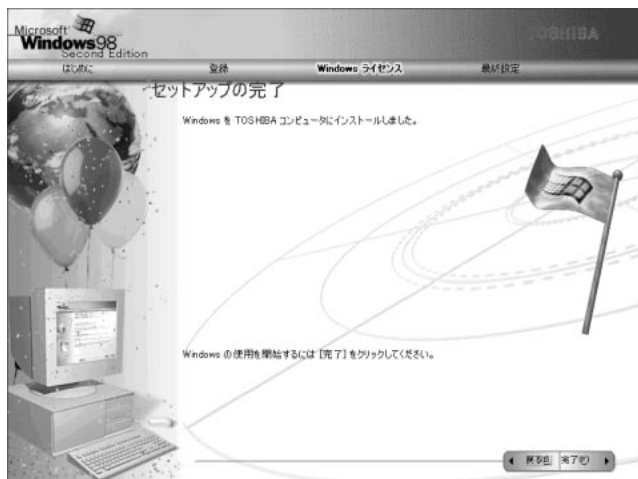 Microsoft
Windows98
Second Edition
TOSHIBA
はじめに 登録 Windows ライセンス 最終設定
セットアップの完了
Windows を TOSHIBA コンピュータにインストールしました。
Windows の使用を開始するには [完了] をクリックしてください。
戻る(B) 完了(F)